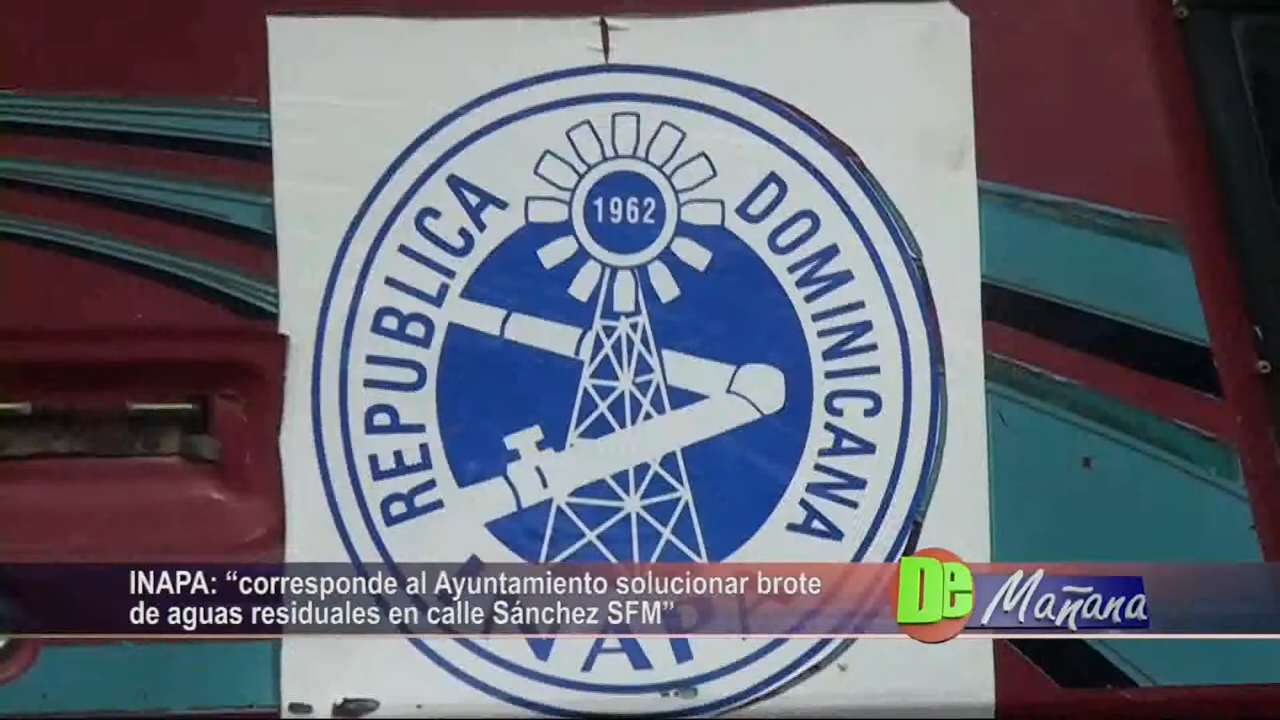 REPUBLICA DOMINICANA
1962
INAPA: “corresponde al Ayuntamiento solucionar brote
de aguas residuales en calle Sánchez SFM”
De Mañana